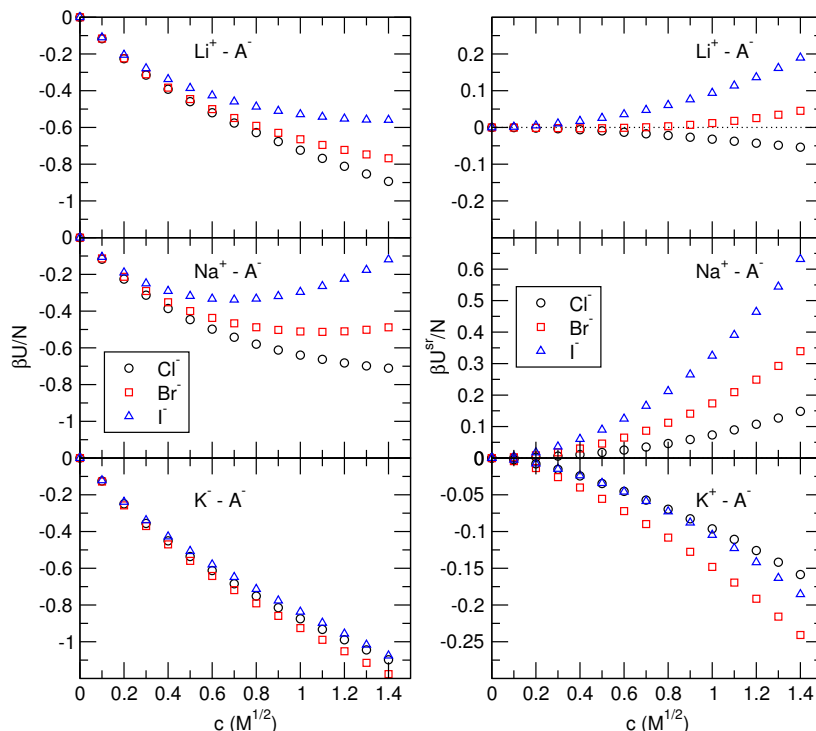 0
-0.2
-0.4
-0.6
-0.8
-1
Li⁺ - A⁻
0.2
0.1
0
-0.1
-0.2
Li⁺ - A⁻
βU/N
0
-0.2
-0.4
-0.6
-0.8
-1
Na⁺ - A⁻
Cl⁻
Br⁻
I⁻
βU^sr/N
0.6
0.5
0.4
0.3
0.2
0.1
0
Na⁺ - A⁻
Cl⁻
Br⁻
I⁻
0
-0.2
-0.4
-0.6
-0.8
-1
K⁻ - A⁻
0 0.2 0.4 0.6 0.8 1 1.2 1.4
c (M^1/2)
-0.05
-0.1
-0.15
-0.2
-0.25
K⁺ - A⁻
0 0.2 0.4 0.6 0.8 1 1.2 1.4
c (M^1/2)